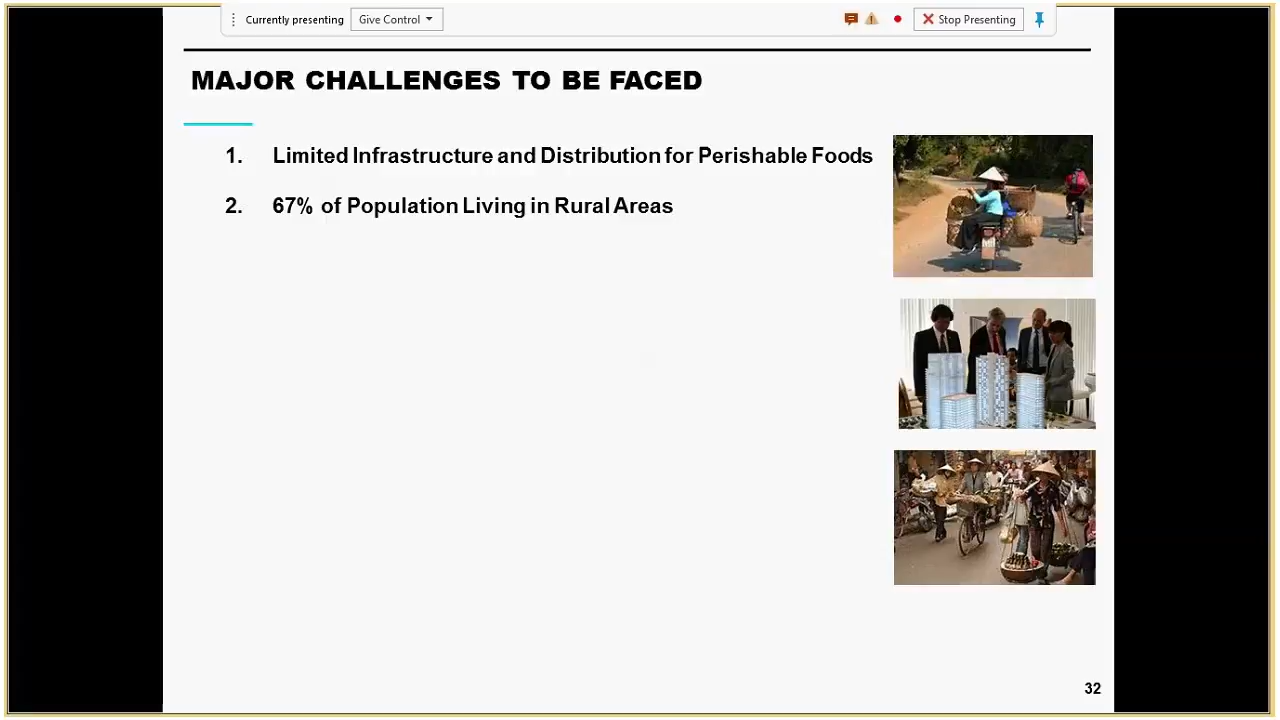 Currently presenting
Give Control
Stop Presenting
MAJOR CHALLENGES TO BE FACED
1. Limited Infrastructure and Distribution for Perishable Foods
2. 67% of Population Living in Rural Areas
32